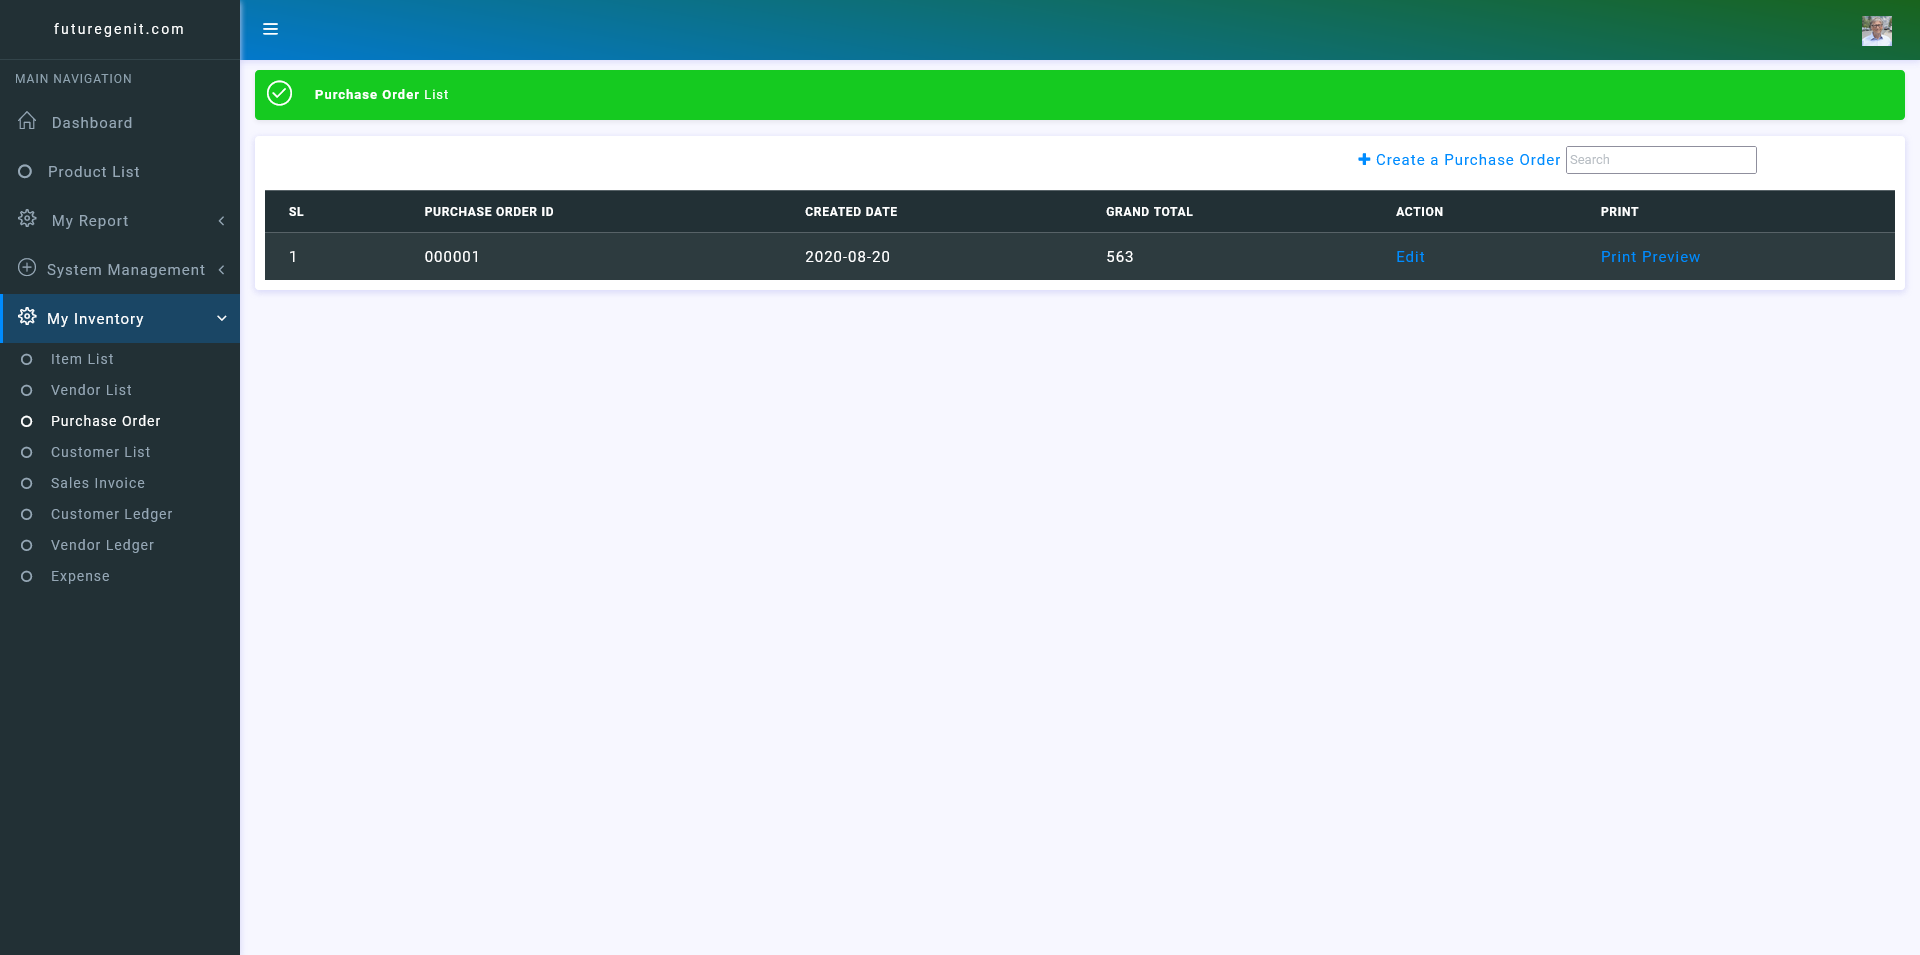 futuregenit.com
MAIN NAVIGATION
Dashboard
Product List
My Report
System Management
My Inventory
Item List
Vendor List
Purchase Order
Customer List
Sales Invoice
Customer Ledger
Vendor Ledger
Expense
Purchase Order List
Create a Purchase Order Search
SL PURCHASE ORDER ID CREATED DATE GRAND TOTAL ACTION PRINT
1 000001 2020-08-20 563 Edit Print Preview